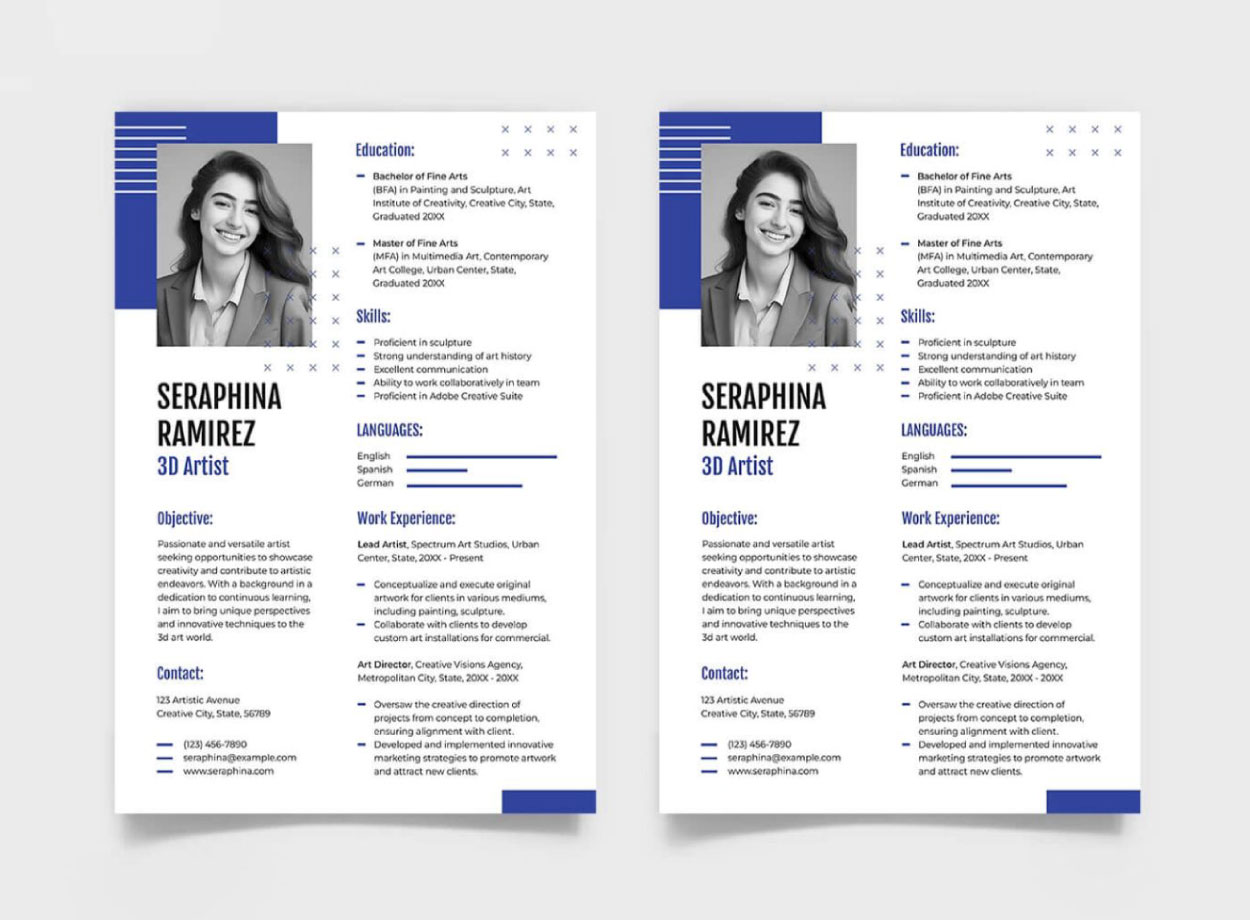 SERAPHINA
RAMIREZ
3D Artist
Objective:
Passionate and versatile artist
seeking opportunities to showcase
creativity and contribute to artistic
endeavors. With a background in a
dedication to continuous learning,
I aim to bring unique perspectives
and innovative techniques to the
3d art world.
Contact:
123 Artistic Avenue
Creative City, State, 56789
(123) 456-7890
seraphina@example.com
www.seraphina.com
Education:
Bachelor of Fine Arts
(BFA) in Painting and Sculpture, Art
Institute of Creativity, Creative City, State,
Graduated 20XX
Master of Fine Arts
(MFA) in Multimedia Art, Contemporary
Art College, Urban Center, State,
Graduated 20XX
Skills:
Proficient in sculpture
Strong understanding of art history
Excellent communication
Ability to work collaboratively in team
Proficient in Adobe Creative Suite
LANGUAGES:
English
Spanish
German
Work Experience:
Lead Artist, Spectrum Art Studios, Urban
Center, State, 20XX - Present
Conceptualize and execute original
artwork for clients in various mediums,
including painting, sculpture.
Collaborate with clients to develop
custom art installations for commercial.
Art Director, Creative Visions Agency,
Metropolitan City, State, 20XX - 20XX
Oversaw the creative direction of
projects from concept to completion,
ensuring alignment with client.
Developed and implemented innovative
marketing strategies to promote artwork
and attract new clients.
SERAPHINA
RAMIREZ
3D Artist
Objective:
Passionate and versatile artist
seeking opportunities to showcase
creativity and contribute to artistic
endeavors. With a background in a
dedication to continuous learning,
I aim to bring unique perspectives
and innovative techniques to the
3d art world.
Contact:
123 Artistic Avenue
Creative City, State, 56789
(123) 456-7890
seraphina@example.com
www.seraphina.com
Education:
Bachelor of Fine Arts
(BFA) in Painting and Sculpture, Art
Institute of Creativity, Creative City, State,
Graduated 20XX
Master of Fine Arts
(MFA) in Multimedia Art, Contemporary
Art College, Urban Center, State,
Graduated 20XX
Skills:
Proficient in sculpture
Strong understanding of art history
Excellent communication
Ability to work collaboratively in team
Proficient in Adobe Creative Suite
LANGUAGES:
English
Spanish
German
Work Experience:
Lead Artist, Spectrum Art Studios, Urban
Center, State, 20XX - Present
Conceptualize and execute original
artwork for clients in various mediums,
including painting, sculpture.
Collaborate with clients to develop
custom art installations for commercial.
Art Director, Creative Visions Agency,
Metropolitan City, State, 20XX - 20XX
Oversaw the creative direction of
projects from concept to completion,
ensuring alignment with client.
Developed and implemented innovative
marketing strategies to promote artwork
and attract new clients.